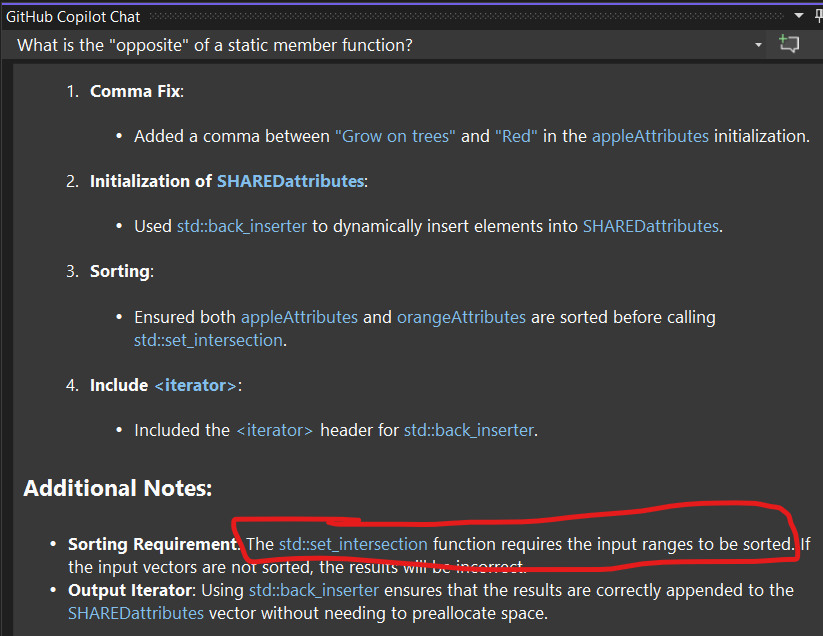 GitHub Copilot Chat
What is the "opposite" of a static member function?
1. Comma Fix:
• Added a comma between "Grow on trees" and "Red" in the appleAttributes initialization.
2. Initialization of SHAREDattributes:
• Used std::back_inserter to dynamically insert elements into SHAREDattributes.
3. Sorting:
• Ensured both appleAttributes and orangeAttributes are sorted before calling
std::set_intersection.
4. Include <iterator>:
• Included the <iterator> header for std::back_inserter.
Additional Notes:
• Sorting Requirement: The std::set_intersection function requires the input ranges to be sorted. If
the input vectors are not sorted, the results will be incorrect.
• Output Iterator: Using std::back_inserter ensures that the results are correctly appended to the
SHAREDattributes vector without needing to preallocate space.